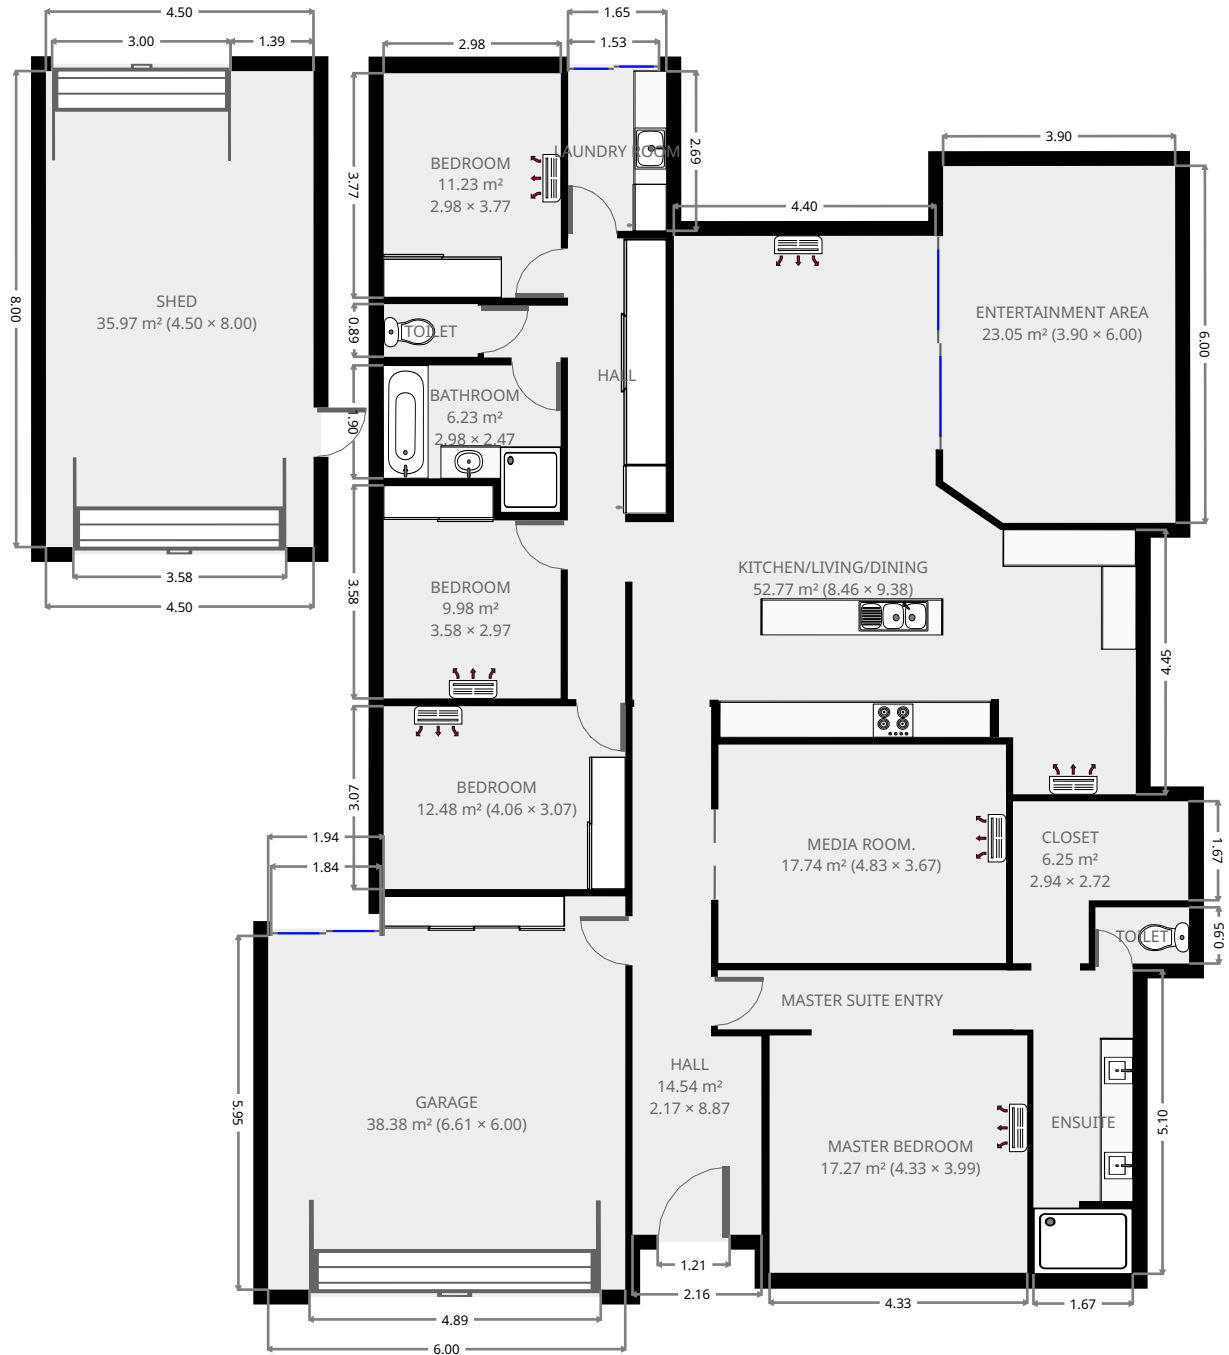 4.50
3.00
1.39
2.98
1.65
1.53
3.90
4.40
8.00
3.77
2.69
6.00
LAUNDRY ROOM
BEDROOM
11.23 m²
2.98 × 3.77
SHED
35.97 m² (4.50 × 8.00)
ENTERTAINMENT AREA
23.05 m² (3.90 × 6.00)
0.89
TOILET
HALL
1.90
BATHROOM
6.23 m²
2.98 × 2.47
3.58
4.50
3.58
BEDROOM
9.98 m²
3.58 × 2.97
KITCHEN/LIVING/DINING
52.77 m² (8.46 × 9.38)
4.45
3.07
BEDROOM
12.48 m² (4.06 × 3.07)
1.94
1.84
MEDIA ROOM.
17.74 m² (4.83 × 3.67)
CLOSET
6.25 m²
2.94 × 2.72
1.67
TOILET
0.95
MASTER SUITE ENTRY
HALL
14.54 m²
2.17 × 8.87
5.95
GARAGE
38.38 m² (6.61 × 6.00)
MASTER BEDROOM
17.27 m² (4.33 × 3.99)
ENSUITE
5.10
1.21
2.16
4.33
1.67
4.89
6.00